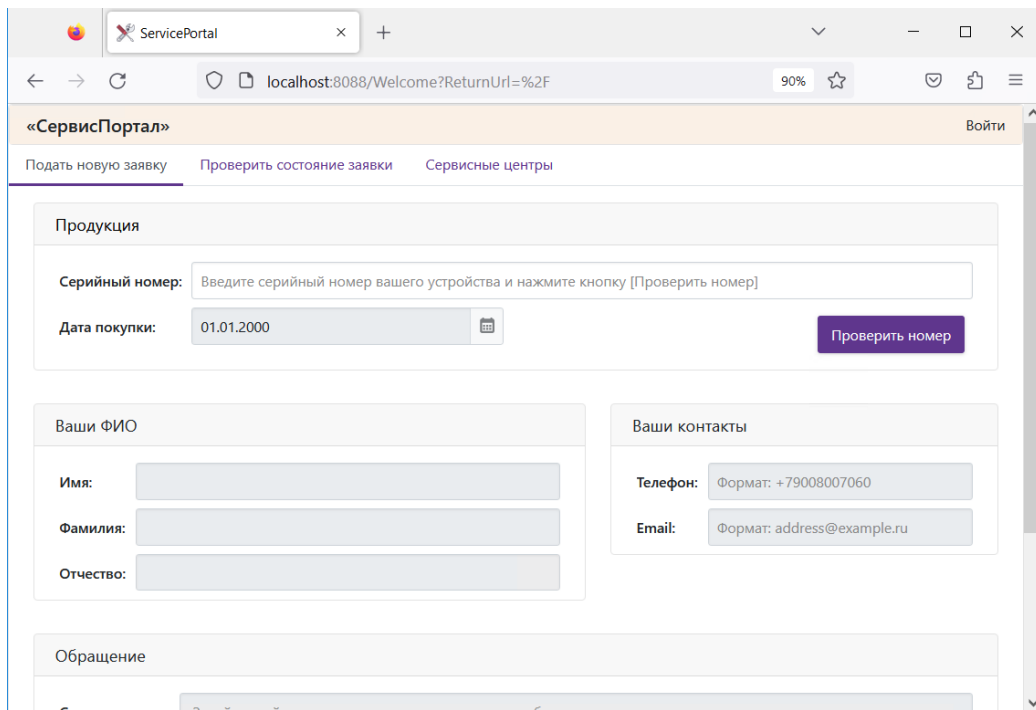 ServicePortal
localhost:8088/Welcome?ReturnUrl=%2F 90%
«СервисПортал» Войти
Подать новую заявку Проверить состояние заявки Сервисные центры
Продукция
Серийный номер: Введите серийный номер вашего устройства и нажмите кнопку [Проверить номер]
Дата покупки: 01.01.2000 Проверить номер
Ваши ФИО Ваши контакты
Имя: Телефон: Формат: +79008007060
Фамилия: Email: Формат: address@example.ru
Отчество:
Обращение